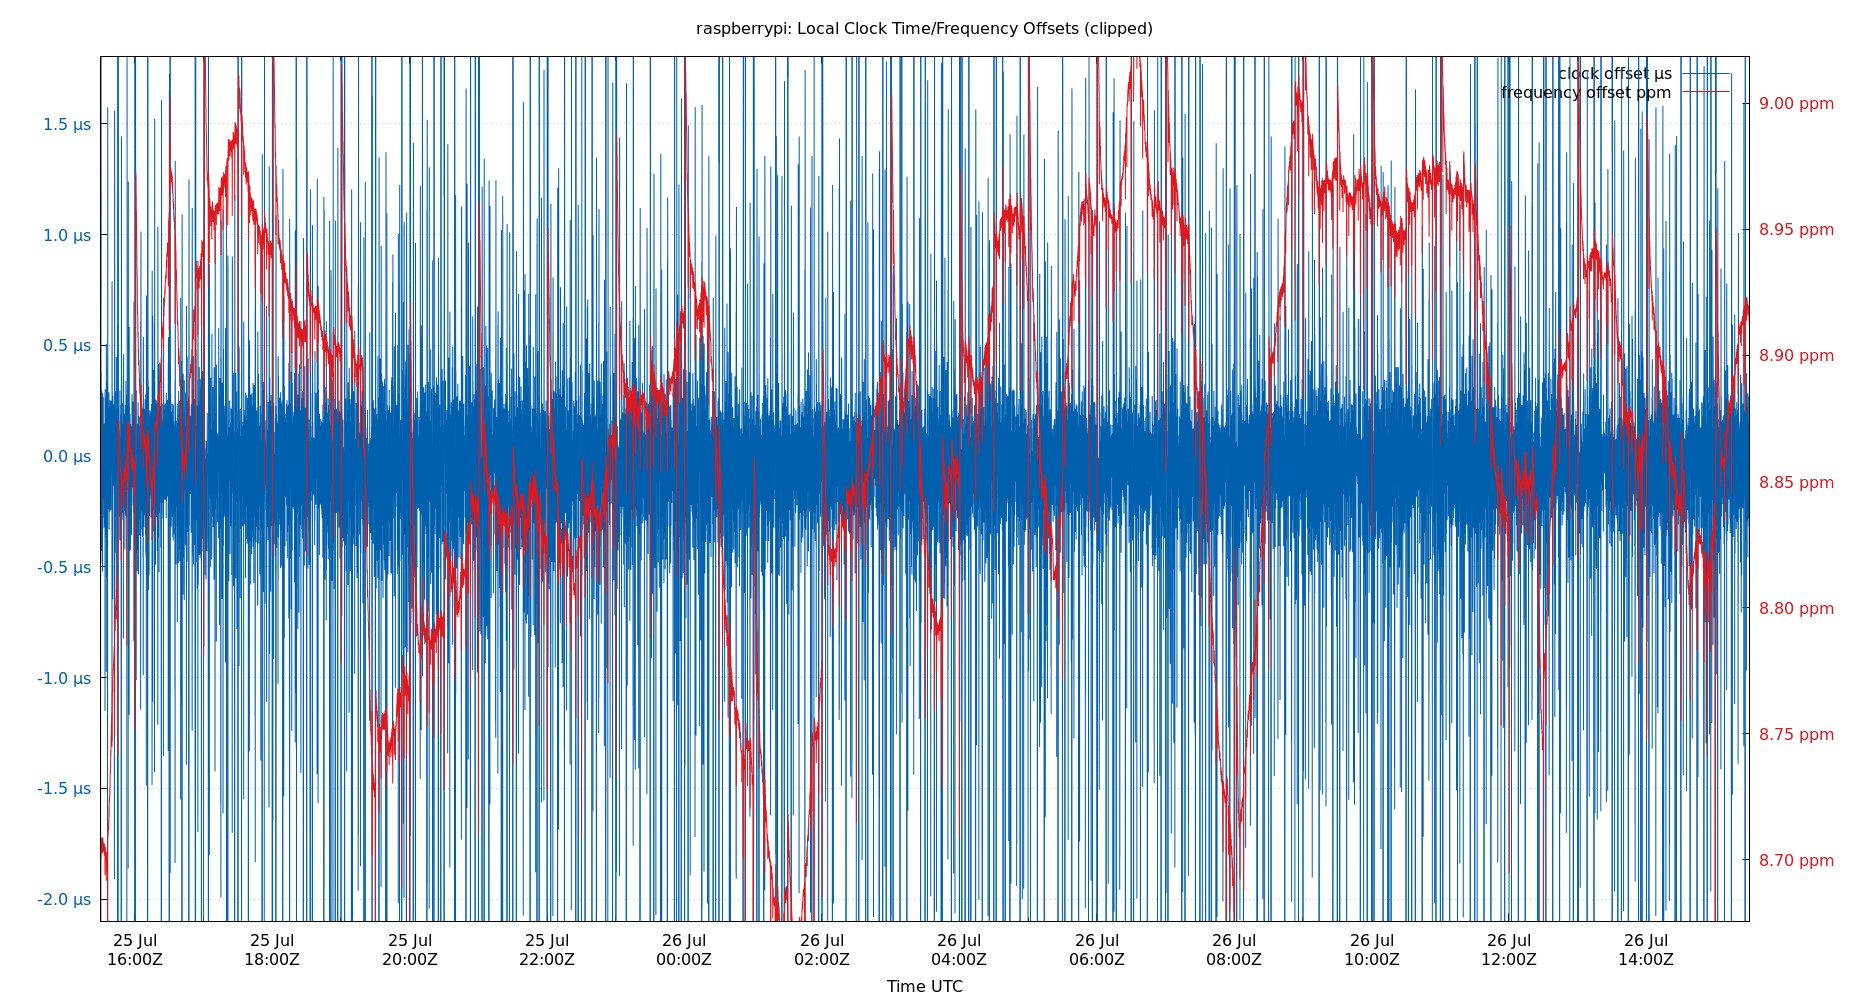 raspberrypi: Local Clock Time/Frequency Offsets (clipped)
clock offset µs
frequency offset ppm
1.5 µs
1.0 µs
0.5 µs
0.0 µs
-0.5 µs
-1.0 µs
-1.5 µs
-2.0 µs
9.00 ppm
8.95 ppm
8.90 ppm
8.85 ppm
8.80 ppm
8.75 ppm
8.70 ppm
25 Jul
16:00Z
25 Jul
18:00Z
25 Jul
20:00Z
25 Jul
22:00Z
26 Jul
00:00Z
26 Jul
02:00Z
26 Jul
04:00Z
26 Jul
06:00Z
26 Jul
08:00Z
26 Jul
10:00Z
26 Jul
12:00Z
26 Jul
14:00Z
Time UTC